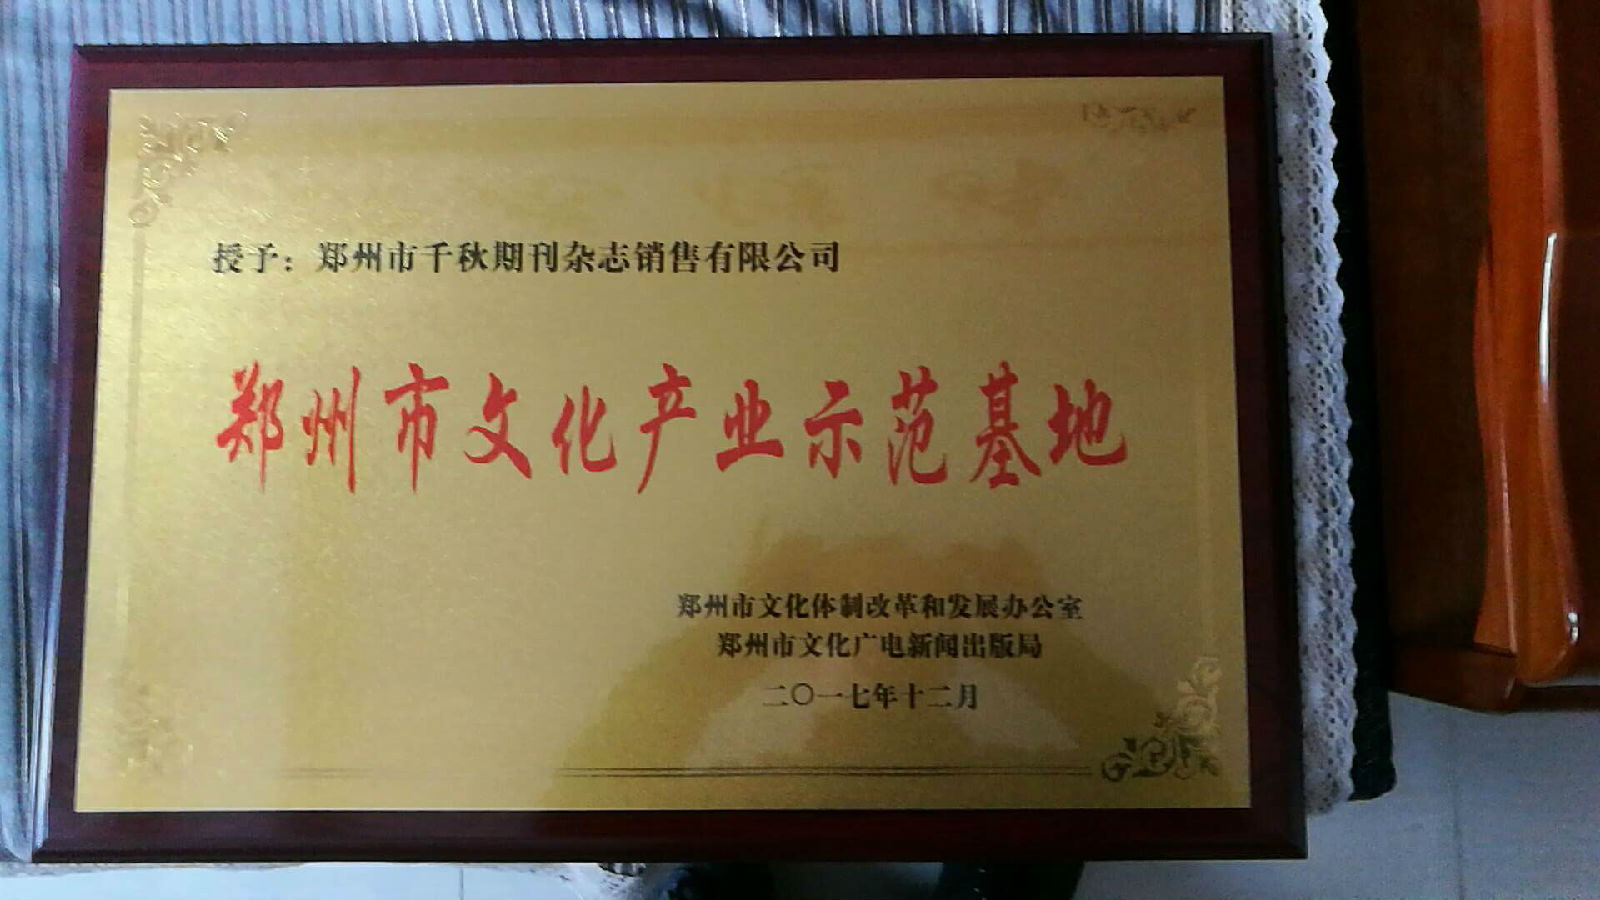 授予：郑州市千秋期刊杂志销售有限公司
郑州市文化产业示范基地
郑州市文化体制改革和发展办公室
郑州市文化广电新闻出版局
二〇一七年十二月